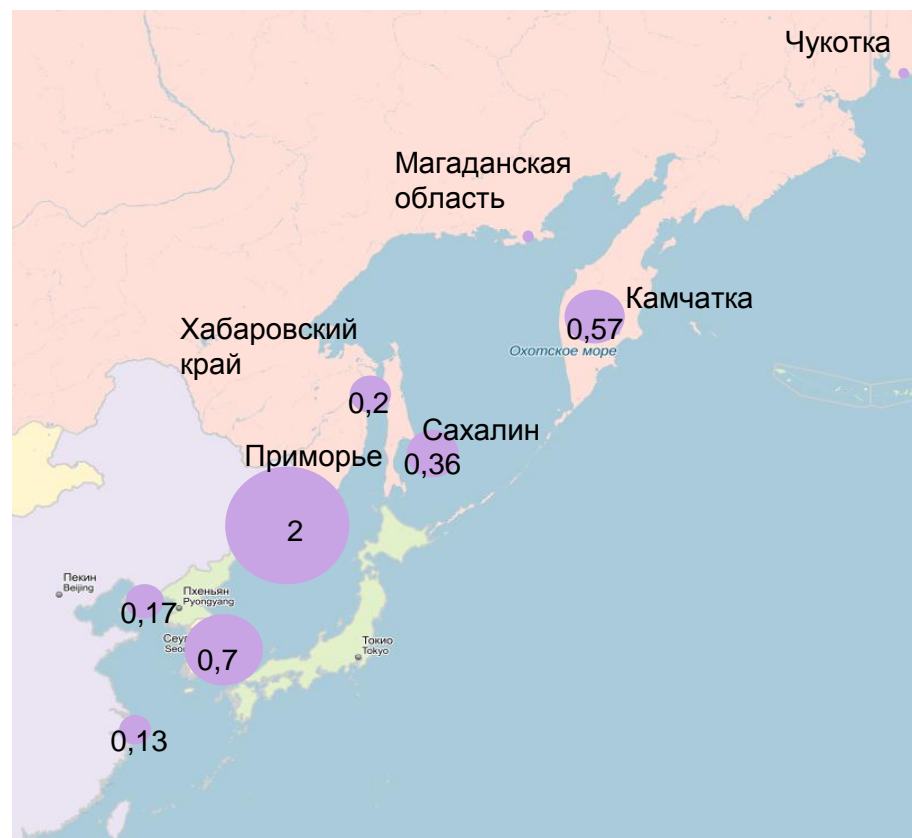 Чукотка
Магаданская
область
Камчатка
0,57
Охотское море
Хабаровский
край
0,2
Сахалин
0,36
Приморье
2
Пекин
Beijing
Пхеньян
Pyongyang
0,17
Токио
Tokyo
0,7
0,13